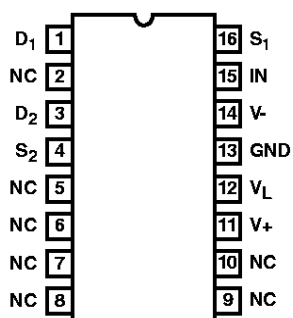 D1 1 16 S1
NC 2 15 IN
D2 3 14 V-
S2 4 13 GND
NC 5 12 VL
NC 6 11 V+
NC 7 10 NC
NC 8 9 NC